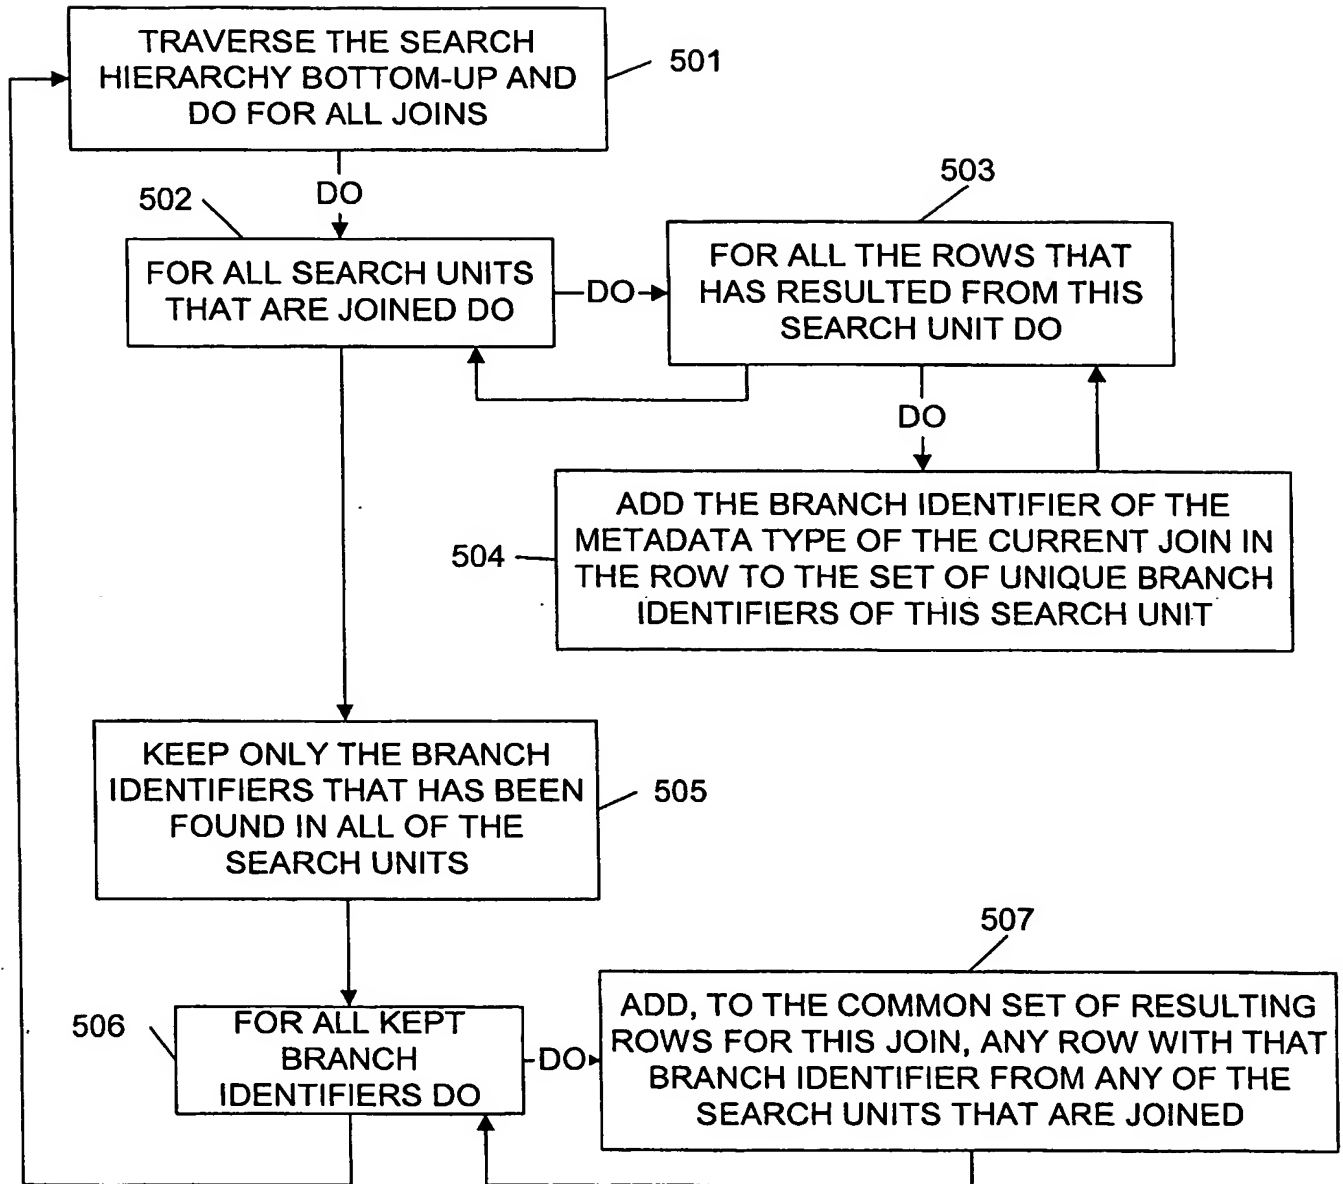 TRAVERSE THE SEARCH
HIERARCHY BOTTOM-UP AND
DO FOR ALL JOINS
501
DO
502
FOR ALL SEARCH UNITS
THAT ARE JOINED DO
DO
503
FOR ALL THE ROWS THAT
HAS RESULTED FROM THIS
SEARCH UNIT DO
DO
504
ADD THE BRANCH IDENTIFIER OF THE
METADATA TYPE OF THE CURRENT JOIN IN
THE ROW TO THE SET OF UNIQUE BRANCH
IDENTIFIERS OF THIS SEARCH UNIT
KEEP ONLY THE BRANCH
IDENTIFIERS THAT HAS BEEN
FOUND IN ALL OF THE
SEARCH UNITS
505
506
FOR ALL KEPT
BRANCH
IDENTIFIERS DO
DO
507
ADD, TO THE COMMON SET OF RESULTING
ROWS FOR THIS JOIN, ANY ROW WITH THAT
BRANCH IDENTIFIER FROM ANY OF THE
SEARCH UNITS THAT ARE JOINED